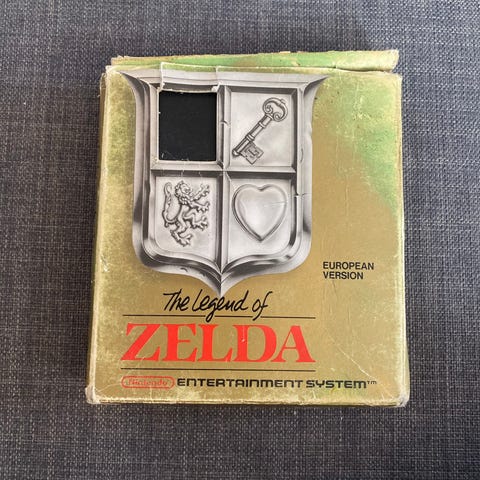 EUROPEAN
VERSION
The Legend of
ZELDA
Nintendo ENTERTAINMENT SYSTEM™